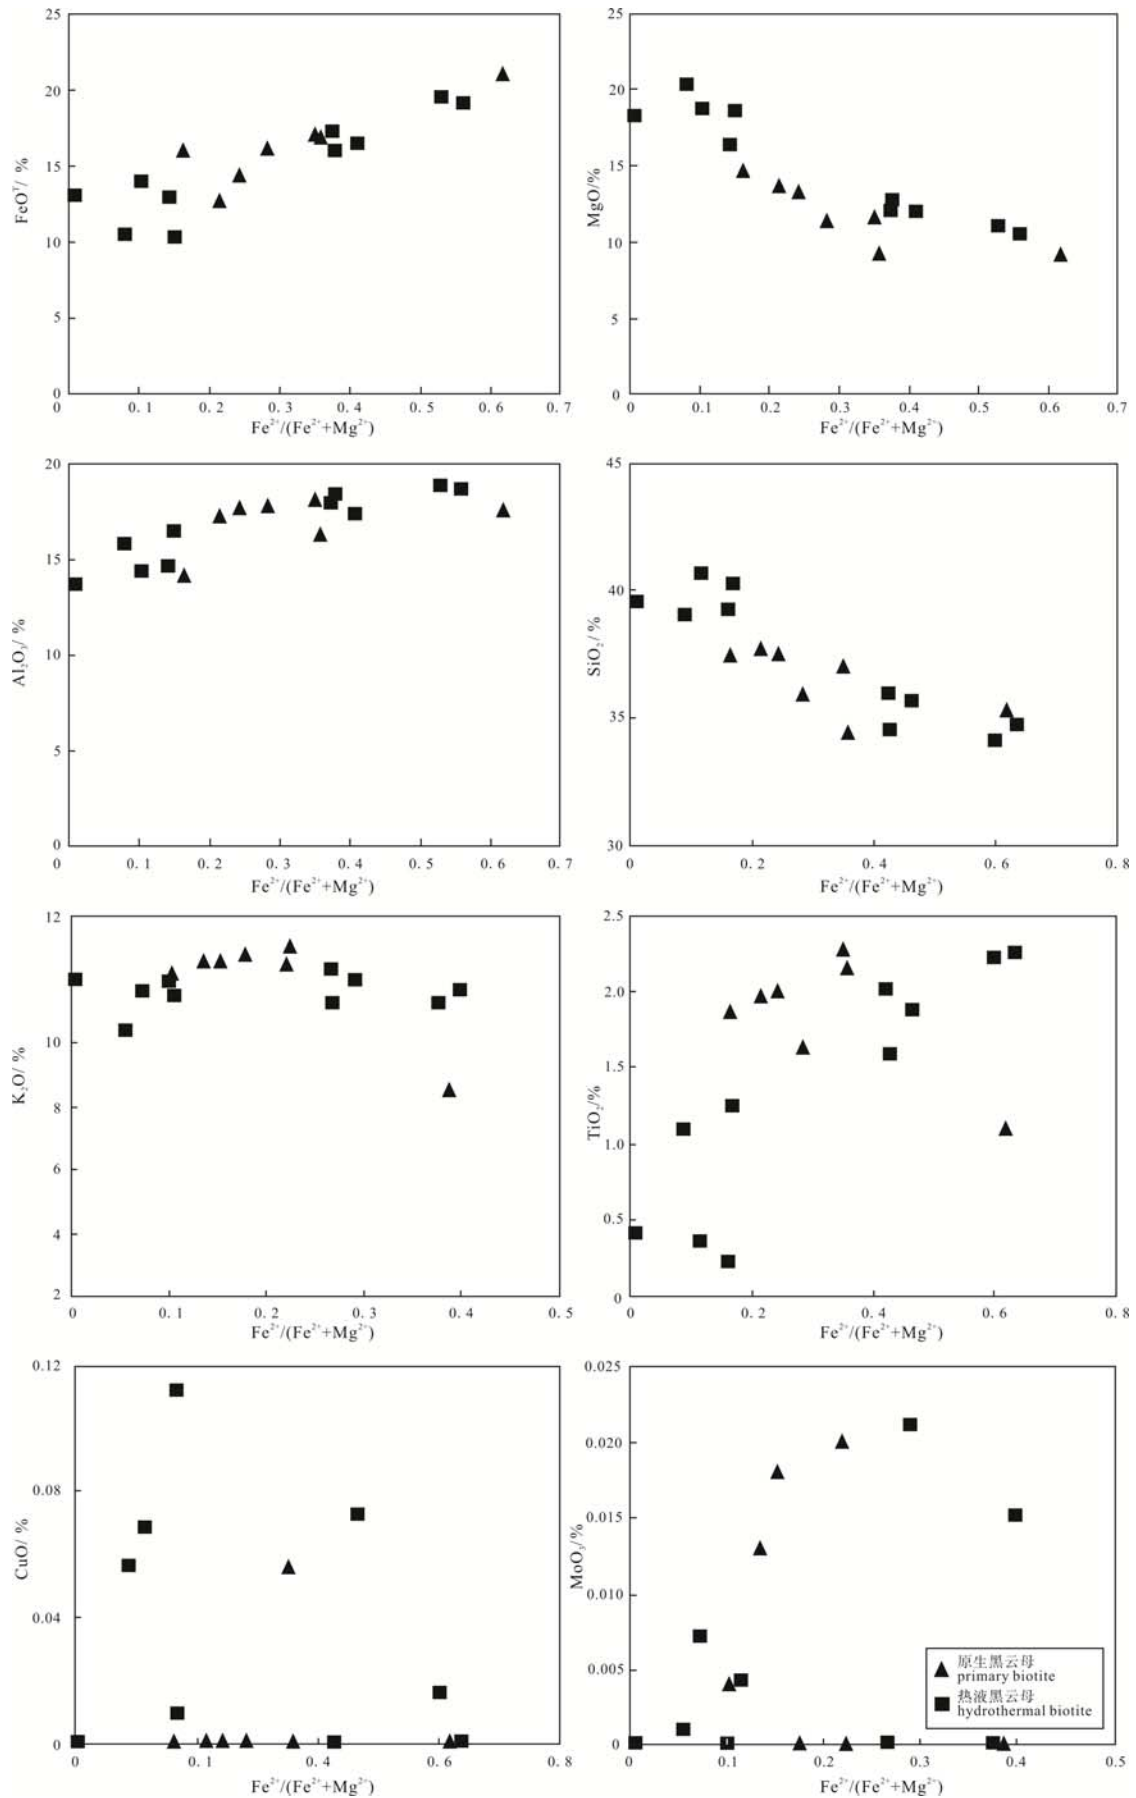 25
20
15
10
5
0
FeOᵀ/ %
0 0.1 0.2 0.3 0.4 0.5 0.6 0.7
Fe²⁺/(Fe²⁺+Mg²⁺)
25
20
15
10
5
0
MgO/%
0 0.1 0.2 0.3 0.4 0.5 0.6 0.7
Fe²⁺/(Fe²⁺+Mg²⁺)
20
15
10
5
0
Al₂O₃/ %
0 0.1 0.2 0.3 0.4 0.5 0.6 0.7
Fe²⁺/(Fe²⁺+Mg²⁺)
45
40
35
30
SiO₂/ %
0 0.2 0.4 0.6 0.8
Fe²⁺/(Fe²⁺+Mg²⁺)
12
10
8
6
4
2
K₂O/ %
0 0.1 0.2 0.3 0.4 0.5
Fe²⁺/(Fe²⁺+Mg²⁺)
2.5
2.0
1.5
1.0
0.5
0
TiO₂/%
0 0.2 0.4 0.6 0.8
Fe²⁺/(Fe²⁺+Mg²⁺)
0.12
0.08
0.04
0
CuO/ %
0 0.1 0.4 0.6 0.8
Fe²⁺/(Fe²⁺+Mg²⁺)
0.025
0.020
0.015
0.010
0.005
0
MoO₃/%
0 0.1 0.2 0.3 0.4 0.5
Fe²⁺/(Fe²⁺+Mg²⁺)
原生黑云母
primary biotite
热液黑云母
hydrothermal biotite